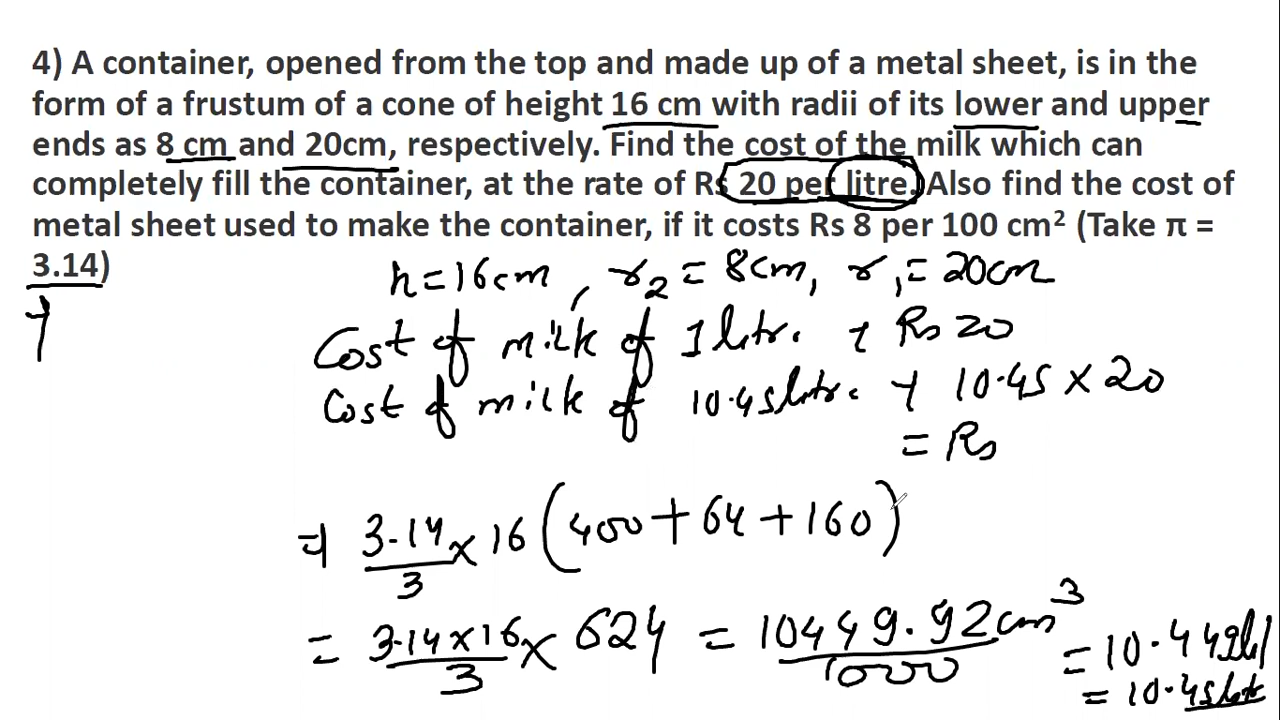 4) A container, opened from the top and made up of a metal sheet, is in the
form of a frustum of a cone of height 16 cm with radii of its lower and upper
ends as 8 cm and 20cm, respectively. Find the cost of the milk which can
completely fill the container, at the rate of Rs 20 per litre. Also find the cost of
metal sheet used to make the container, if it costs Rs 8 per 100 cm² (Take π =
3.14)
h = 16cm, r₂ = 8cm, r₁ = 20cm
Cost of milk of 1 litr. → Rs 20
Cost of milk of 10.45 litr. → 10.45 × 20
= Rs
⇒ 3.14/3 × 16 (400 + 64 + 160)
= 3.14×16/3 × 624 = 10449.92cm³/1000 = 10.449
= 10.45 litr